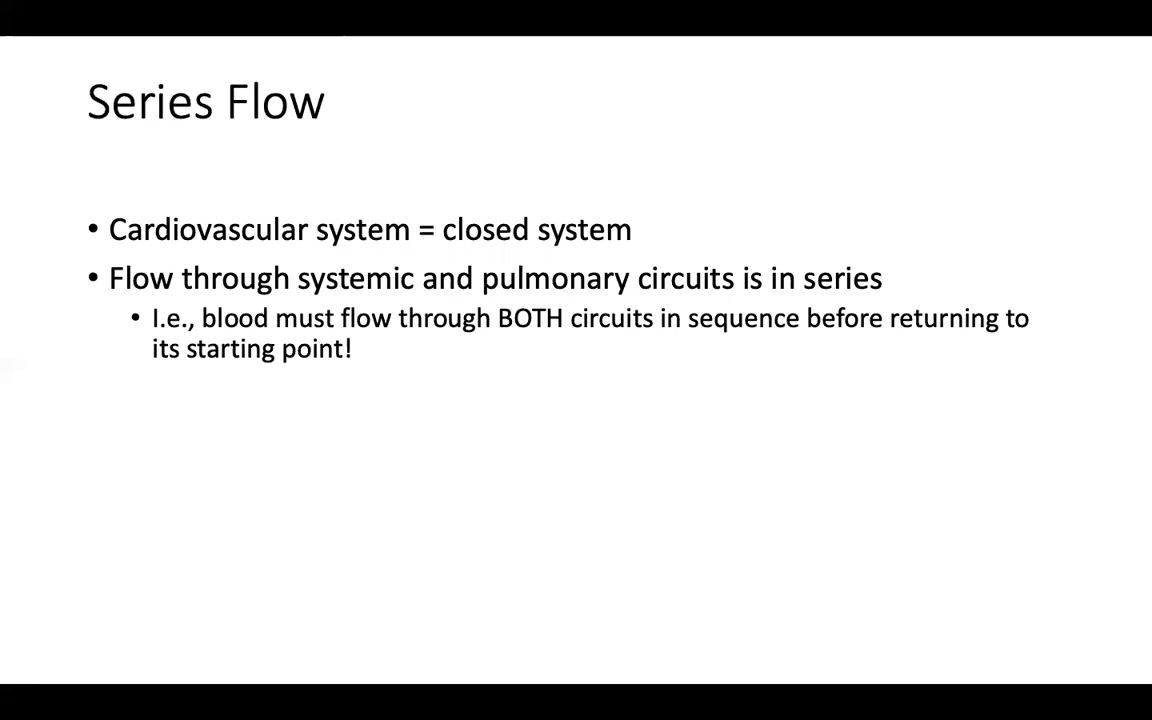 Series Flow
• Cardiovascular system = closed system
• Flow through systemic and pulmonary circuits is in series
• I.e., blood must flow through BOTH circuits in sequence before returning to
its starting point!